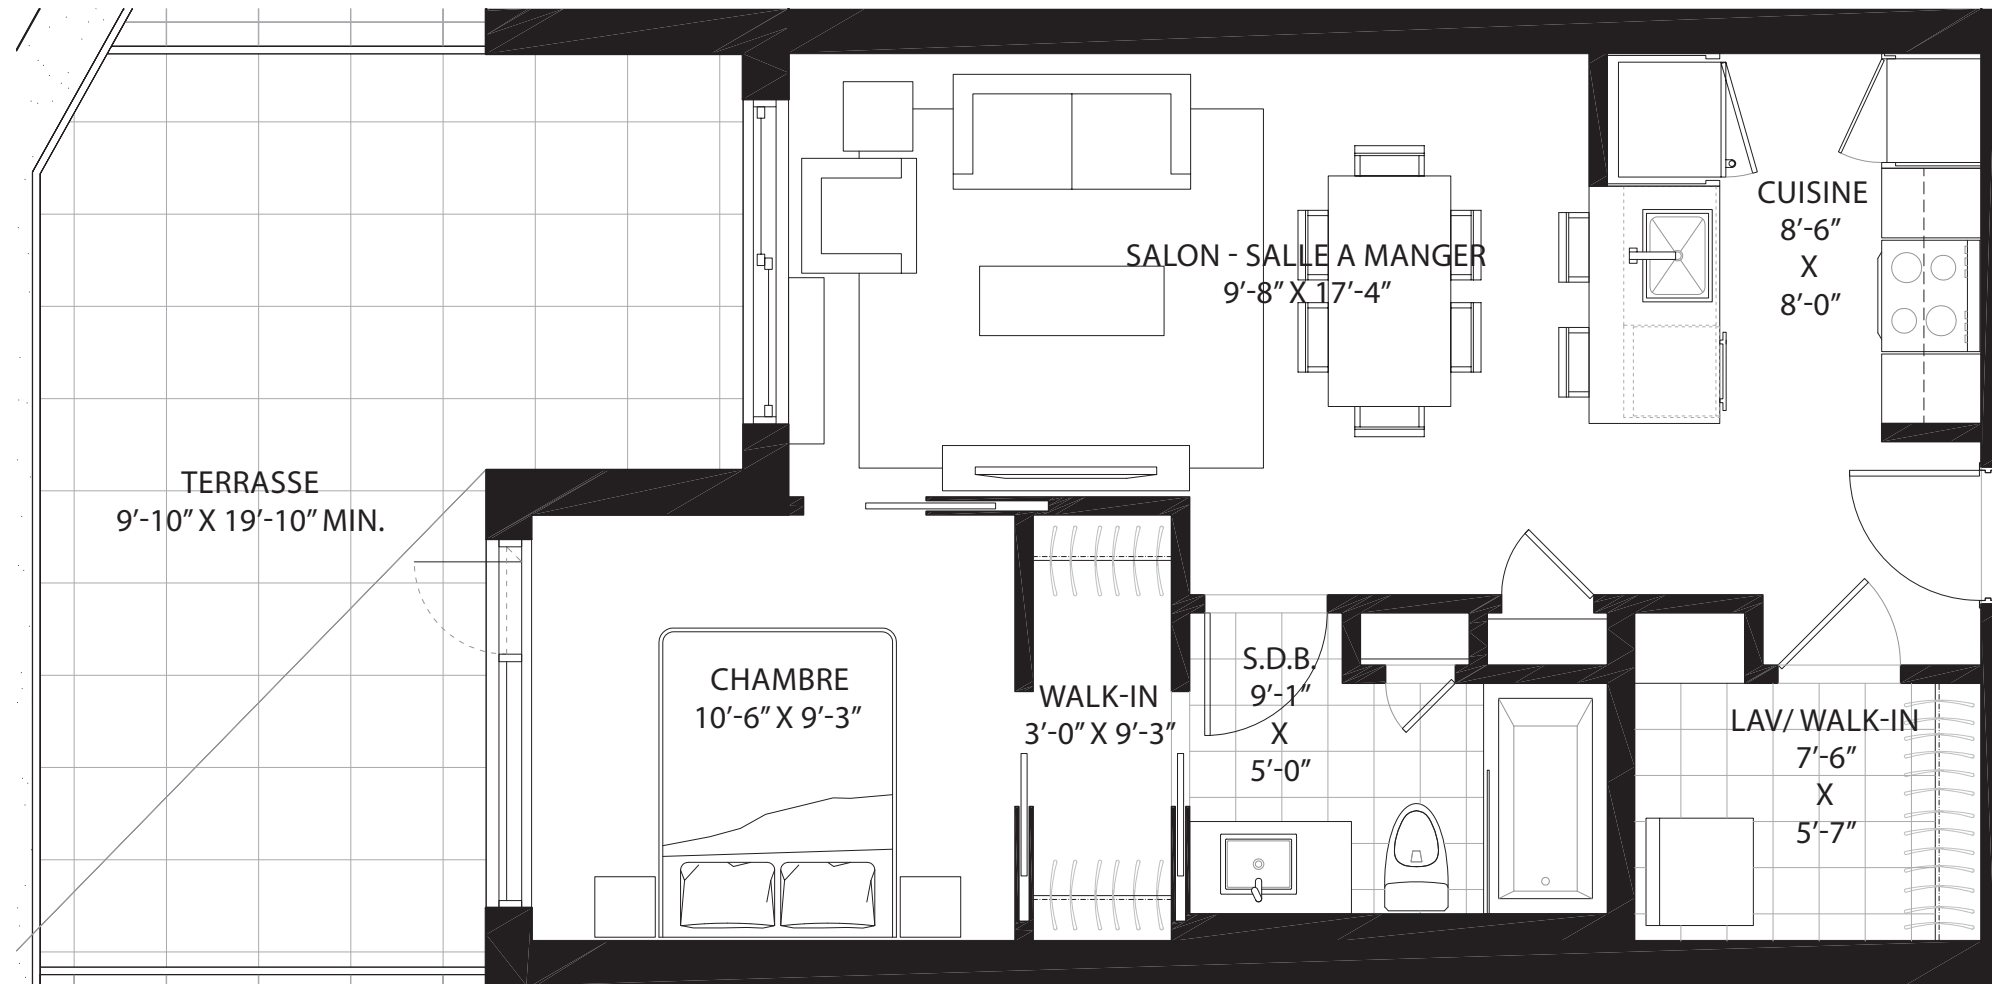 CUISINE
8’-6”
X
8’-0”
SALON - SALLE A MANGER
9’-8” X 17’-4”
TERRASSE
9’-10” X 19’-10” MIN.
CHAMBRE
10’-6” X 9’-3”
WALK-IN
3’-0” X 9’-3”
S.D.B.
9’-1”
X
5’-0”
LAV/ WALK-IN
7’-6”
X
5’-7”